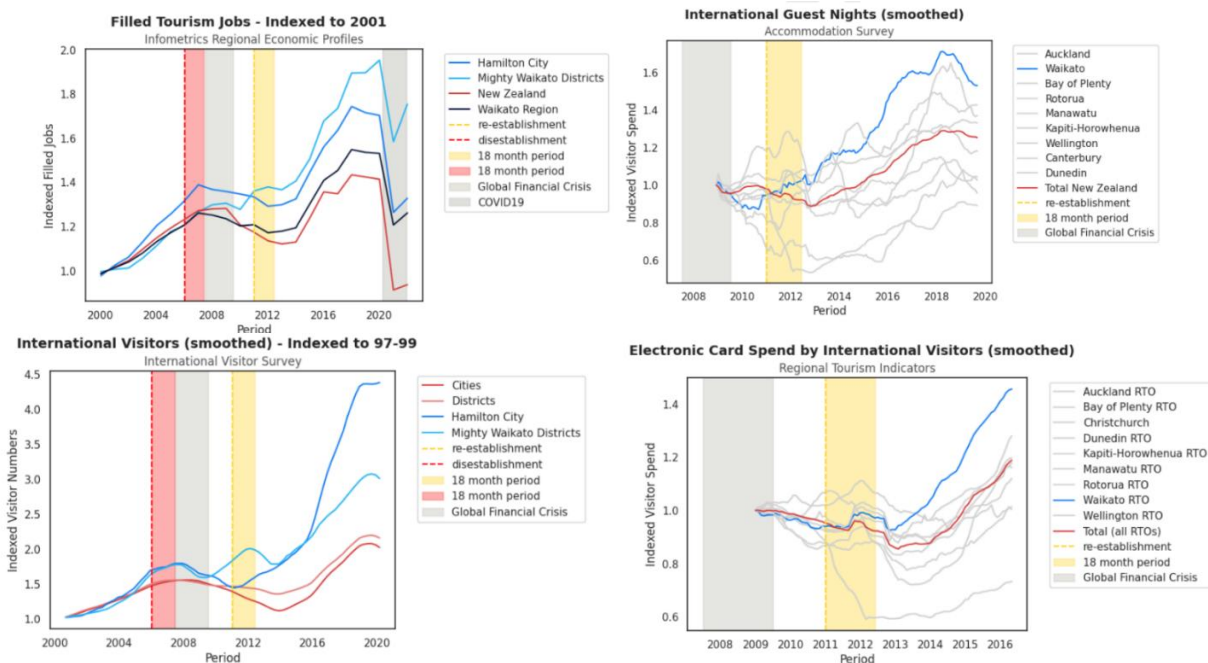 Filled Tourism Jobs - Indexed to 2001
Infometrics Regional Economic Profiles
2.0
1.8
1.6
1.4
1.2
1.0
Indexed Filled Jobs
2000 2004 2008 2012 2016 2020
Period
Hamilton City
Mighty Waikato Districts
New Zealand
Waikato Region
re-establishment
disestablishment
18 month period
18 month period
Global Financial Crisis
COVID19
International Guest Nights (smoothed)
Accommodation Survey
1.6
1.4
1.2
1.0
0.8
0.6
Indexed Visitor Spend
2008 2010 2012 2014 2016 2018 2020
Period
Auckland
Waikato
Bay of Plenty
Rotorua
Manawatu
Kapiti-Horowhenua
Wellington
Canterbury
Dunedin
Total New Zealand
re-establishment
18 month period
Global Financial Crisis
International Visitors (smoothed) - Indexed to 97-99
International Visitor Survey
4.5
4.0
3.5
3.0
2.5
2.0
1.5
1.0
Indexed Visitor Numbers
2000 2004 2008 2012 2016 2020
Period
Cities
Districts
Hamilton City
Mighty Waikato Districts
re-establishment
disestablishment
18 month period
18 month period
Global Financial Crisis
Electronic Card Spend by International Visitors (smoothed)
Regional Tourism Indicators
1.4
1.2
1.0
0.8
0.6
Indexed Visitor Spend
2008 2009 2010 2011 2012 2013 2014 2015 2016
Period
Auckland RTO
Bay of Plenty RTO
Christchurch
Dunedin RTO
Kapiti-Horowhenua RTO
Manawatu RTO
Rotorua RTO
Waikato RTO
Wellington RTO
Total (all RTOs)
re-establishment
18 month period
Global Financial Crisis